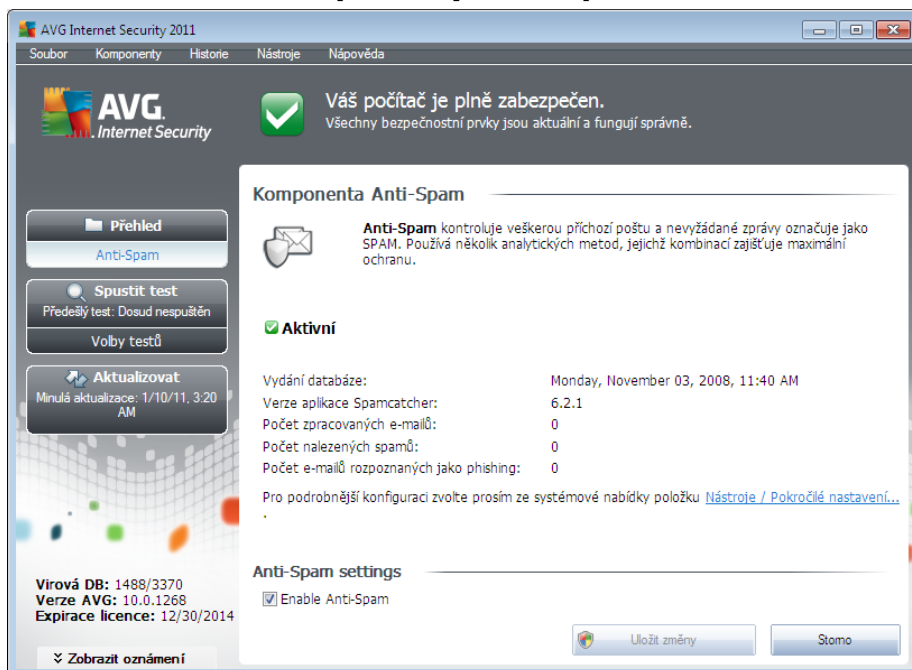 AVG Internet Security 2011
Soubor Komponenty Historie Nástroje Nápověda
AVG.
Internet Security
Váš počítač je plně zabezpečen.
Všechny bezpečnostní prvky jsou aktuální a fungují správně.
Přehled
Anti-Spam
Spustit test
Předešlý test: Dosud nespuštěn
Volby testů
Aktualizovat
Minulá aktualizace: 1/10/11, 3:20
AM
Virová DB: 1488/3370
Verze AVG: 10.0.1268
Expirace licence: 12/30/2014
Zobrazit oznámení
Komponenta Anti-Spam
Anti-Spam kontroluje veškerou příchozí poštu a nevyžádané zprávy označuje jako
SPAM. Používá několik analytických metod, jejichž kombinací zajišťuje maximální
ochranu.
Aktivní
Vydání databáze: Monday, November 03, 2008, 11:40 AM
Verze aplikace Spamcatcher: 6.2.1
Počet zpracovaných e-mailů: 0
Počet nalezených spamů: 0
Počet e-mailů rozpoznaných jako phishing: 0
Pro podrobnější konfiguraci zvolte prosím ze systémové nabídky položku Nástroje / Pokročilé nastavení...
.
Anti-Spam settings
Enable Anti-Spam
Uložit změny
Storno